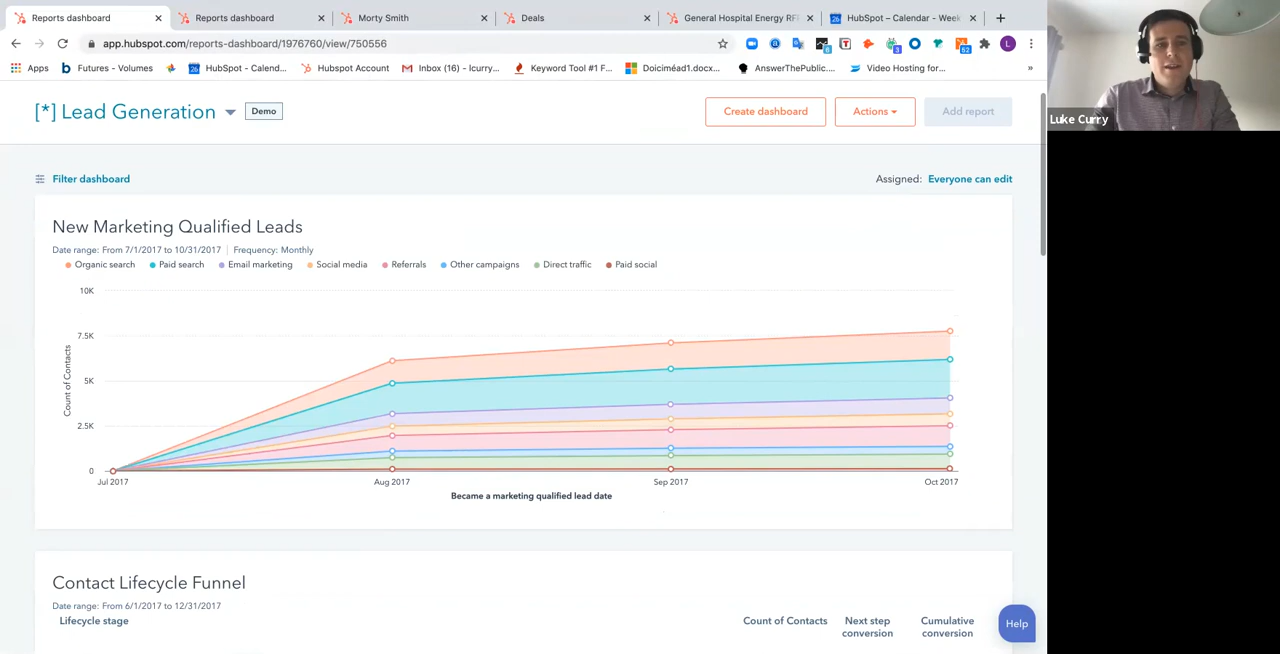 Reports dashboard
Reports dashboard
Morty Smith
Deals
General Hospital Energy RFP
HubSpot – Calendar - Week
app.hubspot.com/reports-dashboard/1976760/view/750556
Apps
Futures - Volumes
HubSpot - Calend...
Hubspot Account
Inbox (16) - lcurry...
Keyword Tool #1 F...
Doiciméad1.docx...
AnswerThePublic....
Video Hosting for...
»
[*] Lead Generation
Demo
Create dashboard
Actions
Add report
Luke Curry
Filter dashboard
Assigned: Everyone can edit
New Marketing Qualified Leads
Date range: From 7/1/2017 to 10/31/2017 | Frequency: Monthly
Organic search Paid search Email marketing Social media Referrals Other campaigns Direct traffic Paid social
10K
7.5K
5K
2.5K
0
Count of Contacts
Jul 2017 Aug 2017 Sep 2017 Oct 2017
Became a marketing qualified lead date
Contact Lifecycle Funnel
Date range: From 6/1/2017 to 12/31/2017
Lifecycle stage
Count of Contacts
Next step
conversion
Cumulative
conversion
Help